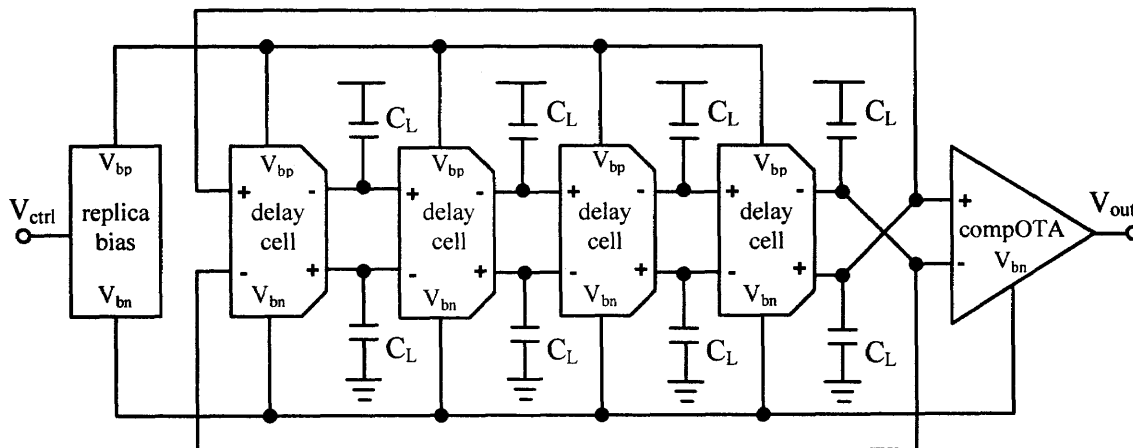 C_L
C_L
C_L
C_L
V_bp
V_bp
V_bp
V_bp
V_bp
+
-
+
-
+
-
+
-
+
V_ctrl
replica
bias
delay
cell
delay
cell
delay
cell
delay
cell
compOTA
V_out
-
+
-
+
-
+
-
+
-
V_bn
V_bn
V_bn
V_bn
V_bn
V_bn
C_L
C_L
C_L
C_L